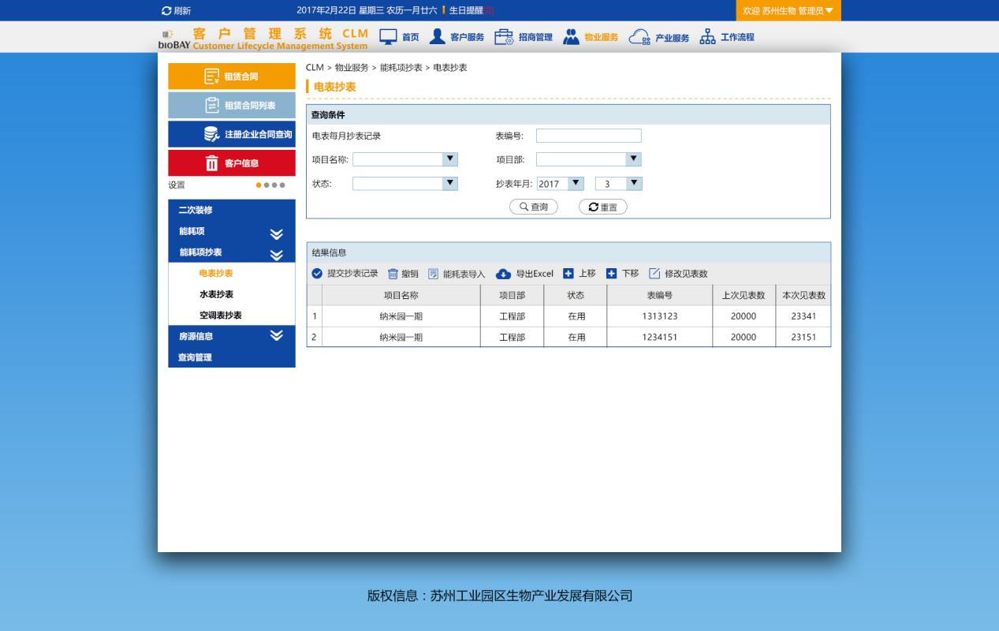 刷新
2017年2月22日 星期三 农历一月廿六 生日提醒[0]
欢迎 苏州生物 管理员
bioBAY
客户管理系统 CLM
Customer Lifecycle Management System
首页
客户服务
招商管理
物业服务
产业服务
工作流程
租赁合同
租赁合同列表
注册企业合同查询
客户信息
设置
二次装修
能耗项
能耗项抄表
电表抄表
水表抄表
空调表抄表
房源信息
查询管理
CLM > 物业服务 > 能耗项抄表 > 电表抄表
电表抄表
查询条件
电表每月抄表记录 表编号:
项目名称: 项目部:
状态: 抄表年月: 2017 3
查询 重置
结果信息
提交抄表记录 撤销 能耗表导入 导出Excel 上移 下移 修改见表数
项目名称 项目部 状态 表编号 上次见表数 本次见表数
1 纳米园一期 工程部 在用 1313123 20000 23341
2 纳米园一期 工程部 在用 1234151 20000 23151
版权信息：苏州工业园区生物产业发展有限公司